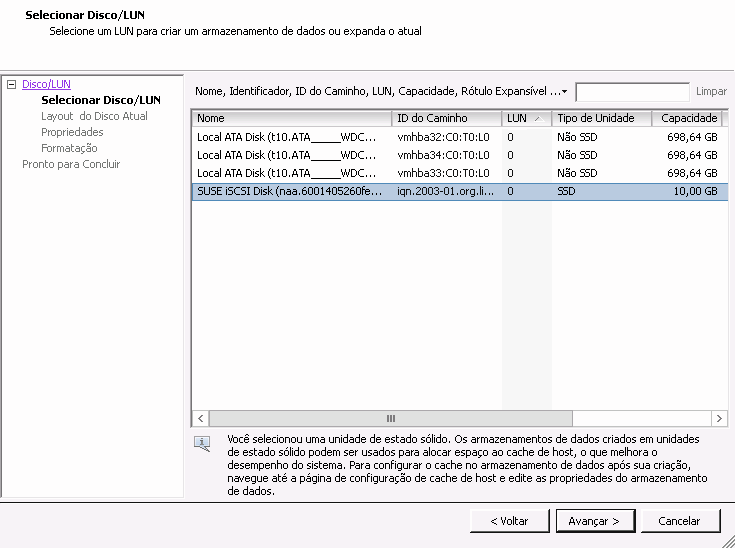 Selecionar Disco/LUN
Selecione um LUN para criar um armazenamento de dados ou expanda o atual
Disco/LUN
Selecionar Disco/LUN
Layout do Disco Atual
Propriedades
Formatação
Pronto para Concluir
Nome, Identificador, ID do Caminho, LUN, Capacidade, Rótulo Expansível ...
Limpar
Nome ID do Caminho LUN Tipo de Unidade Capacidade
Local ATA Disk (t10.ATA_____WDC... vmhba32:C0:T0:L0 0 Não SSD 698,64 GB
Local ATA Disk (t10.ATA_____WDC... vmhba34:C0:T0:L0 0 Não SSD 698,64 GB
Local ATA Disk (t10.ATA_____WDC... vmhba33:C0:T0:L0 0 Não SSD 698,64 GB
SUSE iSCSI Disk (naa.6001405260fe... iqn.2003-01.org.li... 0 SSD 10,00 GB
Você selecionou uma unidade de estado sólido. Os armazenamentos de dados criados em unidades
de estado sólido podem ser usados para alocar espaço ao cache de host, o que melhora o
desempenho do sistema. Para configurar o cache no armazenamento de dados após sua criação,
navegue até a página de configuração de cache de host e edite as propriedades do armazenamento
de dados.
< Voltar
Avançar >
Cancelar